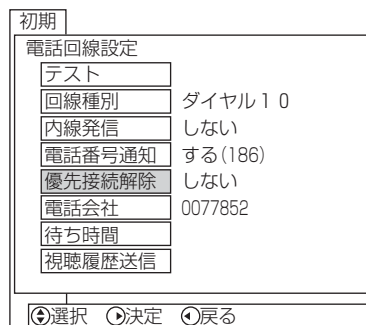 初期
電話回線設定
テスト
回線種別 ダイヤル１０
内線発信 しない
電話番号通知 する(186)
優先接続解除 しない
電話会社 0077852
待ち時間
視聴履歴送信
選択 決定 戻る